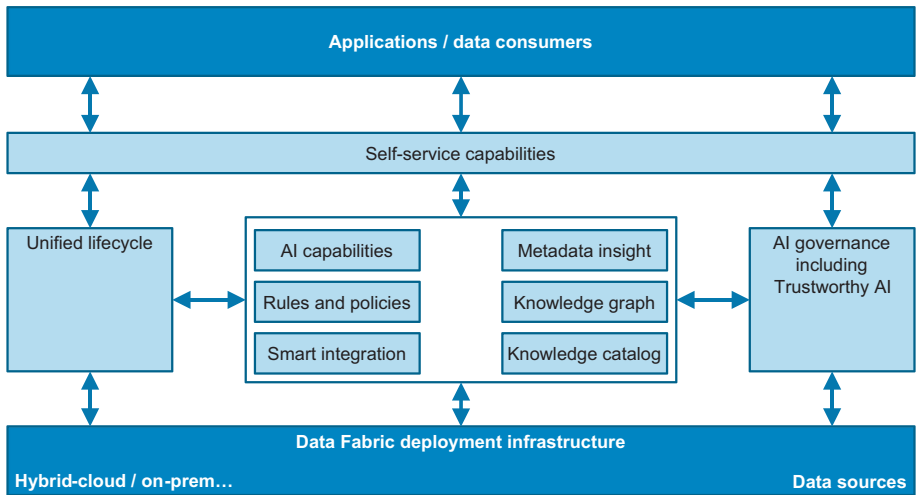 Applications / data consumers
Self-service capabilities
Unified lifecycle
AI capabilities
Rules and policies
Smart integration
Metadata insight
Knowledge graph
Knowledge catalog
AI governance
including
Trustworthy AI
Data Fabric deployment infrastructure
Hybrid-cloud / on-prem…
Data sources